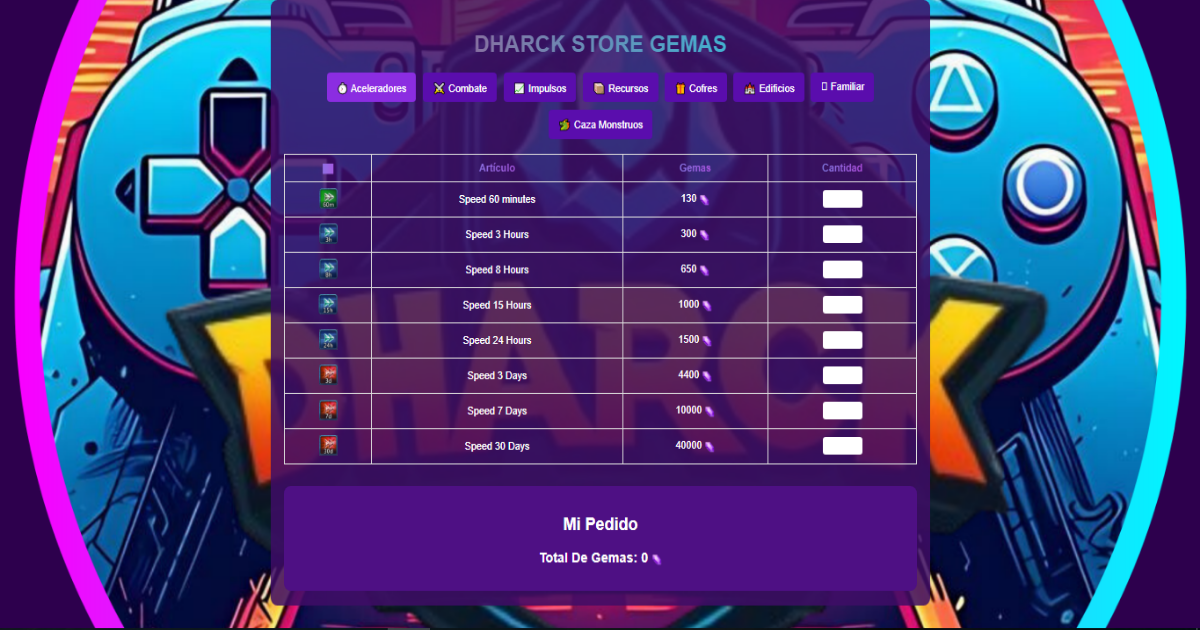 DHARCK STORE GEMAS
Aceleradores Combate Impulsos Recursos Cofres Edificios Familiar
Caza Monstruos
Artículo Gemas Cantidad
60m Speed 60 minutes 130
3h Speed 3 Hours 300
8h Speed 8 Hours 650
15h Speed 15 Hours 1000
24h Speed 24 Hours 1500
3d Speed 3 Days 4400
7d Speed 7 Days 10000
30d Speed 30 Days 40000
DHARCK
Mi Pedido
Total De Gemas: 0